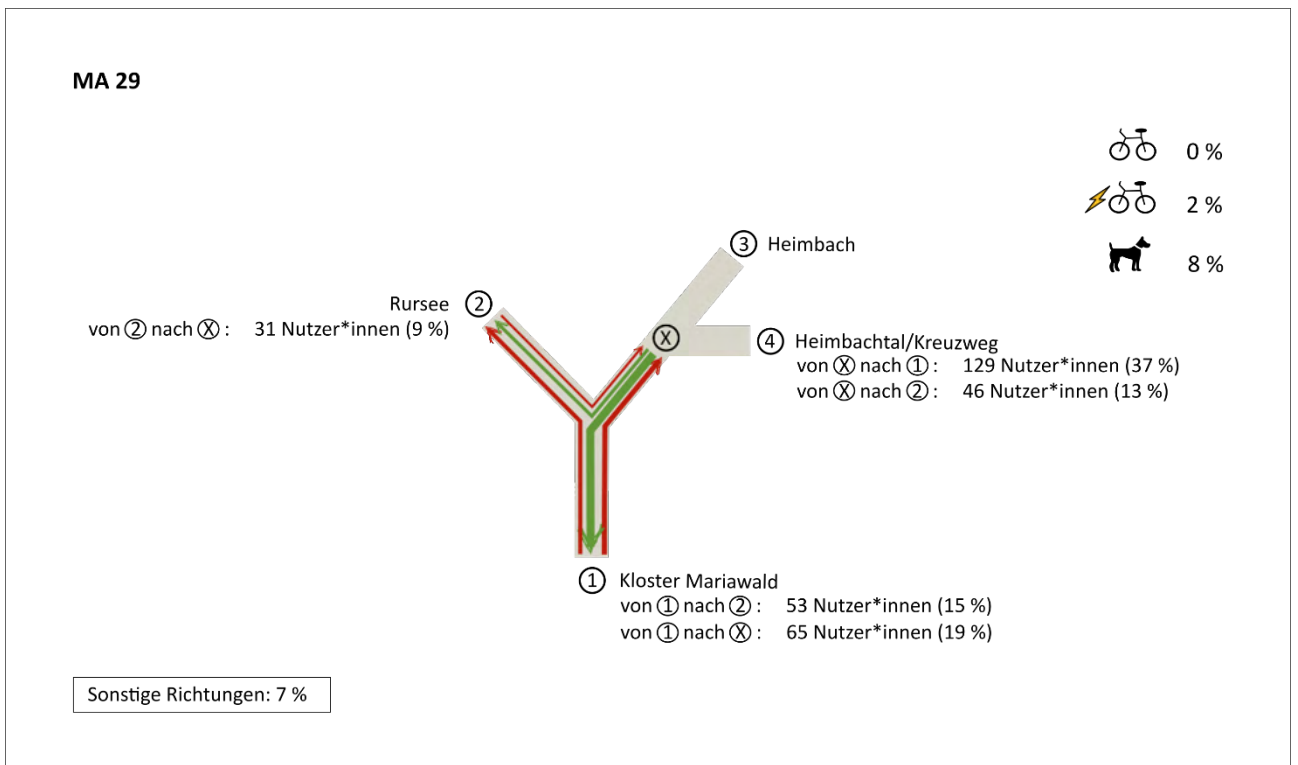 MA 29
0 %
2 %
8 %
③ Heimbach
Rursee ②
von ② nach Ⓧ : 31 Nutzer*innen (9 %)
Ⓧ
④ Heimbachtal/Kreuzweg
von Ⓧ nach ① : 129 Nutzer*innen (37 %)
von Ⓧ nach ② : 46 Nutzer*innen (13 %)
① Kloster Mariawald
von ① nach ② : 53 Nutzer*innen (15 %)
von ① nach Ⓧ : 65 Nutzer*innen (19 %)
Sonstige Richtungen: 7 %